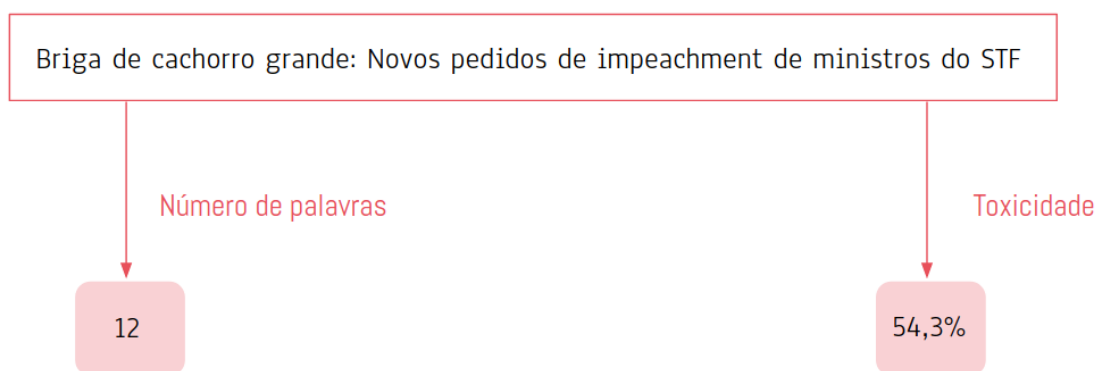 Briga de cachorro grande: Novos pedidos de impeachment de ministros do STF
Número de palavras
Toxicidade
12
54,3%